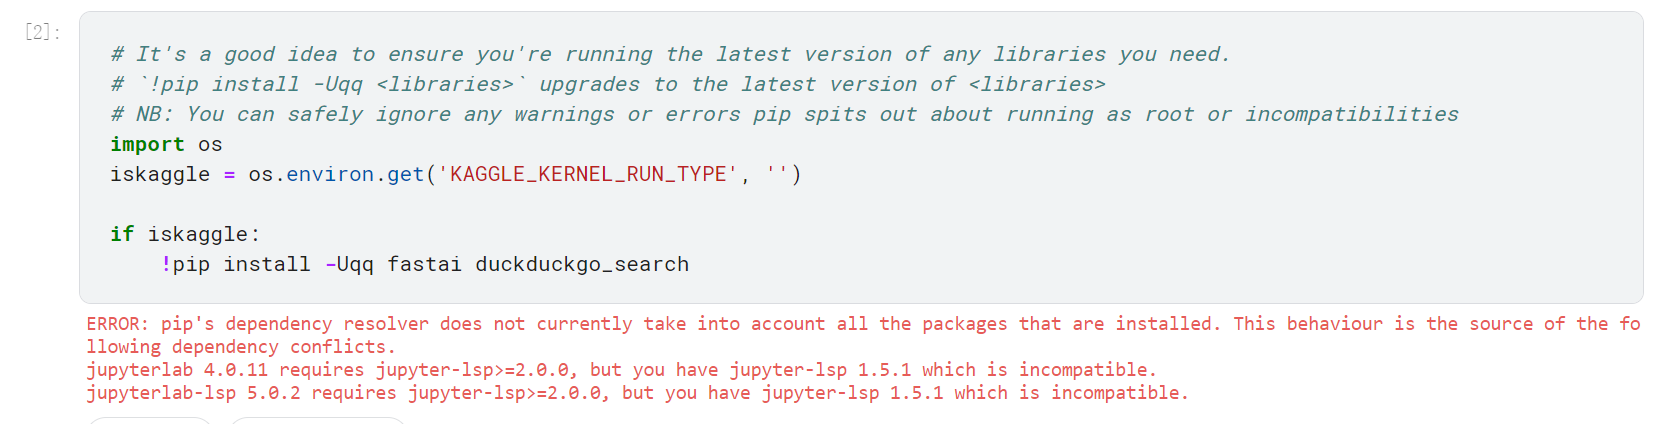 [2]:
# It's a good idea to ensure you're running the latest version of any libraries you need.
# `!pip install -Uqq <libraries>` upgrades to the latest version of <libraries>
# NB: You can safely ignore any warnings or errors pip spits out about running as root or incompatibilities
import os
iskaggle = os.environ.get('KAGGLE_KERNEL_RUN_TYPE', '')

if iskaggle:
    !pip install -Uqq fastai duckduckgo_search
ERROR: pip's dependency resolver does not currently take into account all the packages that are installed. This behaviour is the source of the fo
llowing dependency conflicts.
jupyterlab 4.0.11 requires jupyter-lsp>=2.0.0, but you have jupyter-lsp 1.5.1 which is incompatible.
jupyterlab-lsp 5.0.2 requires jupyter-lsp>=2.0.0, but you have jupyter-lsp 1.5.1 which is incompatible.